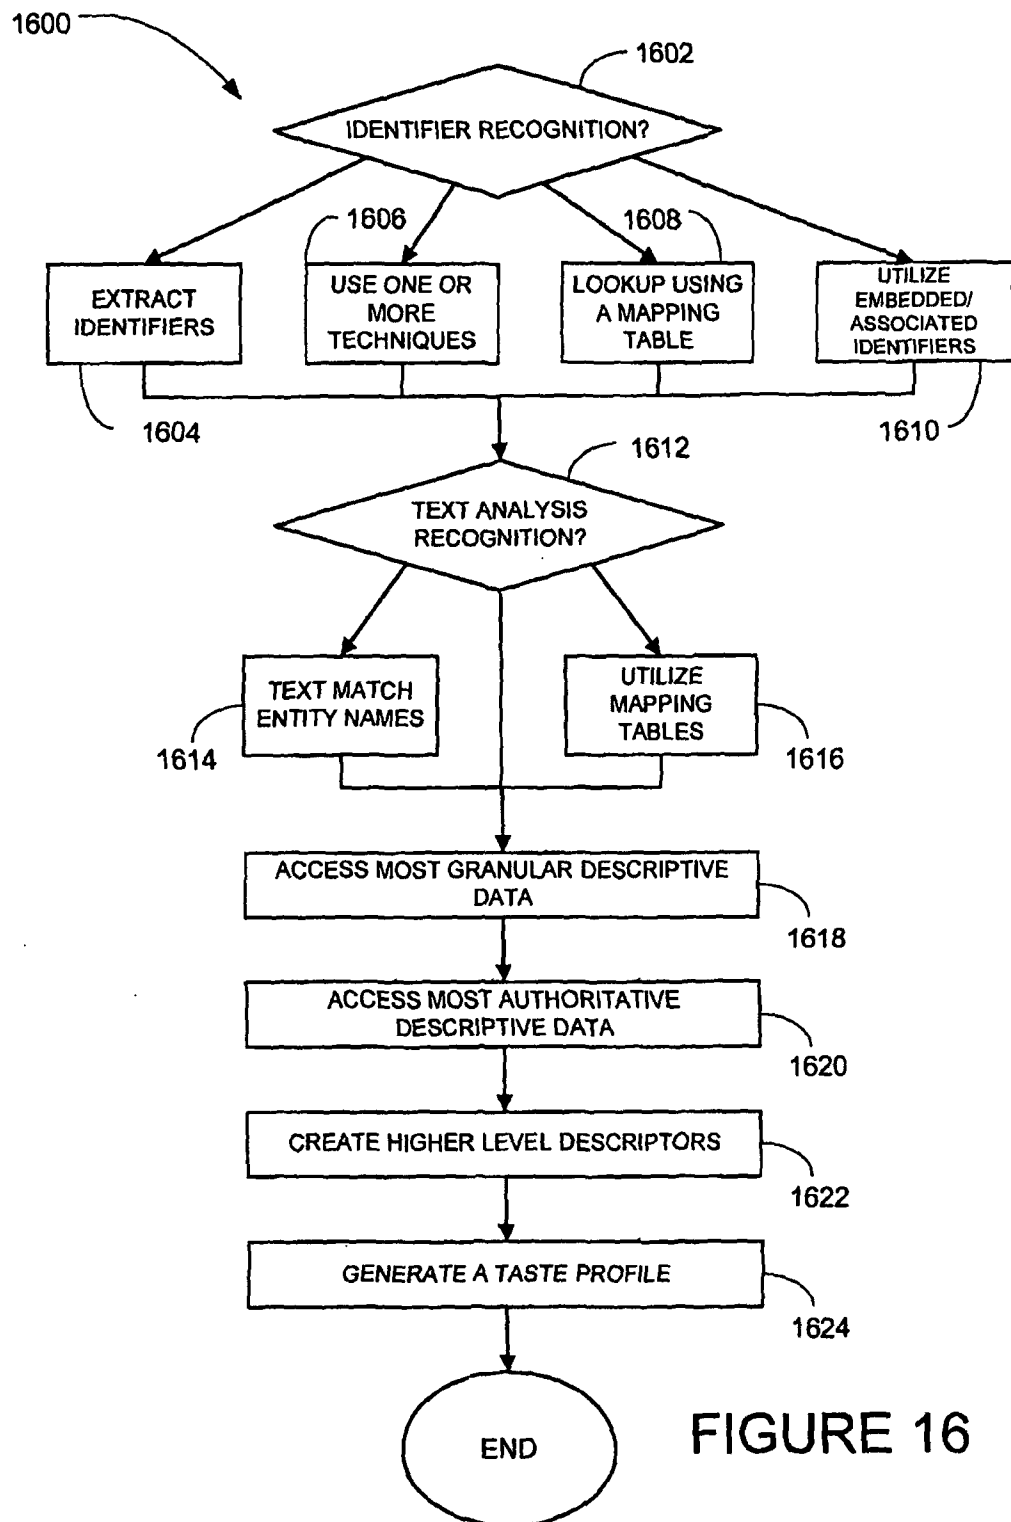 1600
1602
IDENTIFIER RECOGNITION?
1606
1608
EXTRACT
IDENTIFIERS
USE ONE OR
MORE
TECHNIQUES
LOOKUP USING
A MAPPING
TABLE
UTILIZE
EMBEDDED/
ASSOCIATED
IDENTIFIERS
1604
1610
1612
TEXT ANALYSIS
RECOGNITION?
TEXT MATCH
ENTITY NAMES
UTILIZE
MAPPING
TABLES
1614
1616
ACCESS MOST GRANULAR DESCRIPTIVE
DATA
1618
ACCESS MOST AUTHORITATIVE
DESCRIPTIVE DATA
1620
CREATE HIGHER LEVEL DESCRIPTORS
1622
GENERATE A TASTE PROFILE
1624
END
FIGURE 16